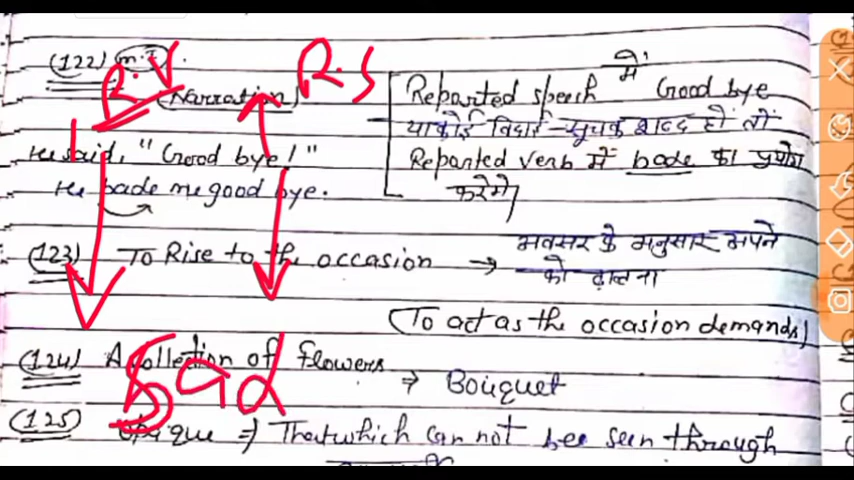 (122) m.I.
R.V
R.S
Narration
He said, "Good bye!"
He bade me good bye.
Reported speech में Good bye
या कोई विदाई-सूचक शब्द हो तो
Reported verb में bade का प्रयोग
करेगे।
(123) To Rise to the occasion → अवसर के अनुसार अपने
को ढालना
(To act as the occasion demands)
(124) A collection of flowers → Bouquet
(125) ⇒ That which can not bee seen through